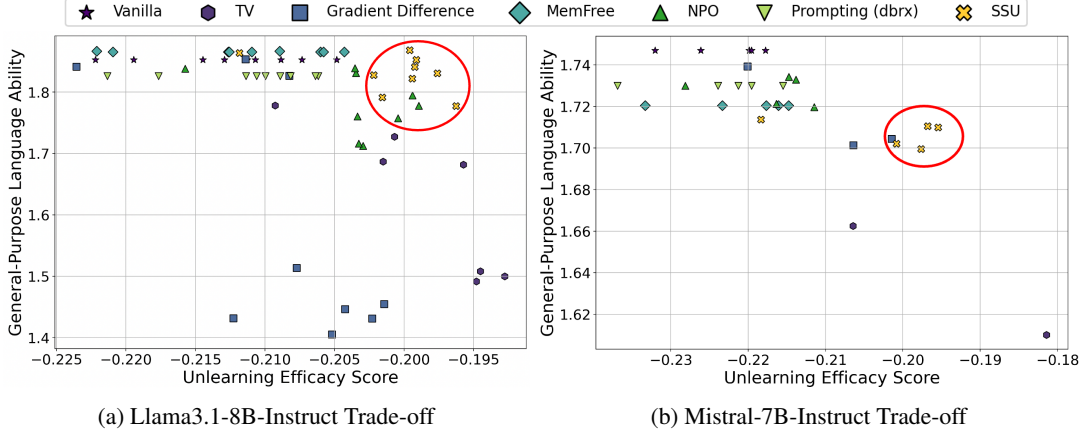 Vanilla TV Gradient Difference MemFree NPO Prompting (dbrx) SSU
General-Purpose Language Ability
1.8
1.7
1.6
1.5
1.4
−0.225 −0.220 −0.215 −0.210 −0.205 −0.200 −0.195
Unlearning Efficacy Score
(a) Llama3.1-8B-Instruct Trade-off
General-Purpose Language Ability
1.74
1.72
1.70
1.68
1.66
1.64
1.62
−0.23 −0.22 −0.21 −0.20 −0.19 −0.18
Unlearning Efficacy Score
(b) Mistral-7B-Instruct Trade-off